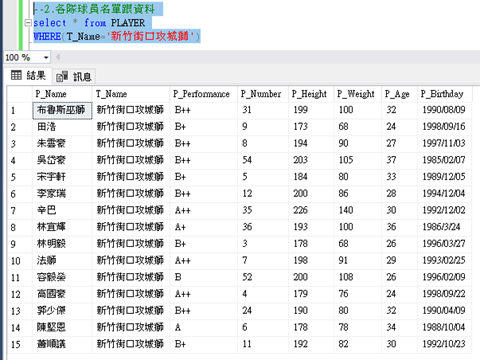 --2.各隊球員名單跟資料
select * from PLAYER
WHERE(T_Name='新竹街口攻城獅')
100 %
結果 訊息
P_Name T_Name P_Performance P_Number P_Height P_Weight P_Age P_Birthday
1 布魯斯巫師 新竹街口攻城獅 B++ 31 199 100 32 1990/08/09
2 田浩 新竹街口攻城獅 B+ 9 173 68 24 1998/09/16
3 朱雲豪 新竹街口攻城獅 B++ 8 194 90 27 1997/11/03
4 吳岱豪 新竹街口攻城獅 B++ 54 203 105 37 1985/02/07
5 宋宇軒 新竹街口攻城獅 B+ 5 184 80 33 1989/12/05
6 李家瑞 新竹街口攻城獅 B++ 12 200 86 28 1994/12/04
7 辛巴 新竹街口攻城獅 A++ 35 226 140 30 1992/12/02
8 林宜輝 新竹街口攻城獅 A+ 36 193 100 36 1986/3/24
9 林明毅 新竹街口攻城獅 B+ 3 178 68 26 1996/03/27
10 法獅 新竹街口攻城獅 A++ 7 198 91 29 1993/02/25
11 容毅燊 新竹街口攻城獅 B 52 200 108 26 1996/02/09
12 高國豪 新竹街口攻城獅 A++ 4 179 76 24 1998/09/22
13 郭少傑 新竹街口攻城獅 B++ 24 190 80 32 1990/04/09
14 陳堅恩 新竹街口攻城獅 A 6 178 78 34 1988/10/04
15 蕭順議 新竹街口攻城獅 B+ 11 192 82 30 1992/10/23